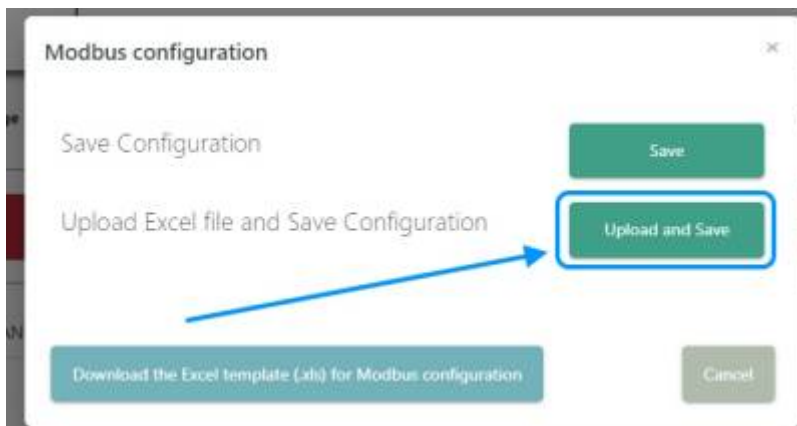 Modbus configuration ×
Save Configuration
Save
Upload Excel file and Save Configuration
Upload and Save
Download the Excel template (.xls) for Modbus configuration
Cancel